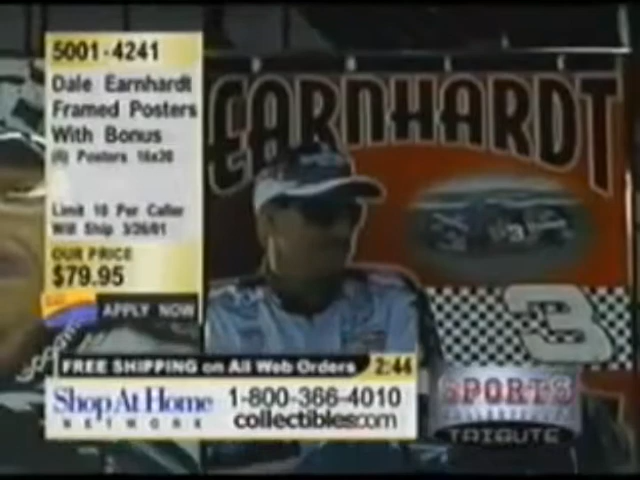 5001-4241
Dale Earnhardt
Framed Posters
With Bonus
(6) Posters 16x20
Limit 10 Per Caller
Will Ship 3/26/01
OUR PRICE
$79.95
APPLY NOW
FREE SHIPPING on All Web Orders 2:44
Shop At Home
NETWORK
1-800-366-4010
collectibles.com
EARNHARDT
3
3
SPORTS
TRIBUTE